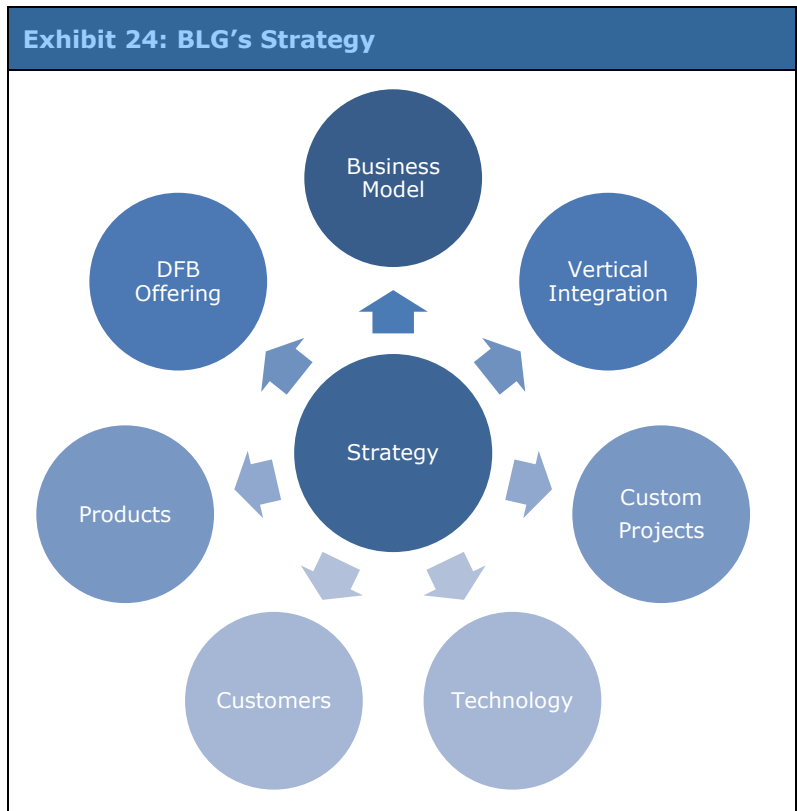 Exhibit 24: BLG's Strategy
Business
Model
DFB
Offering
Vertical
Integration
Strategy
Products
Custom
Projects
Customers
Technology